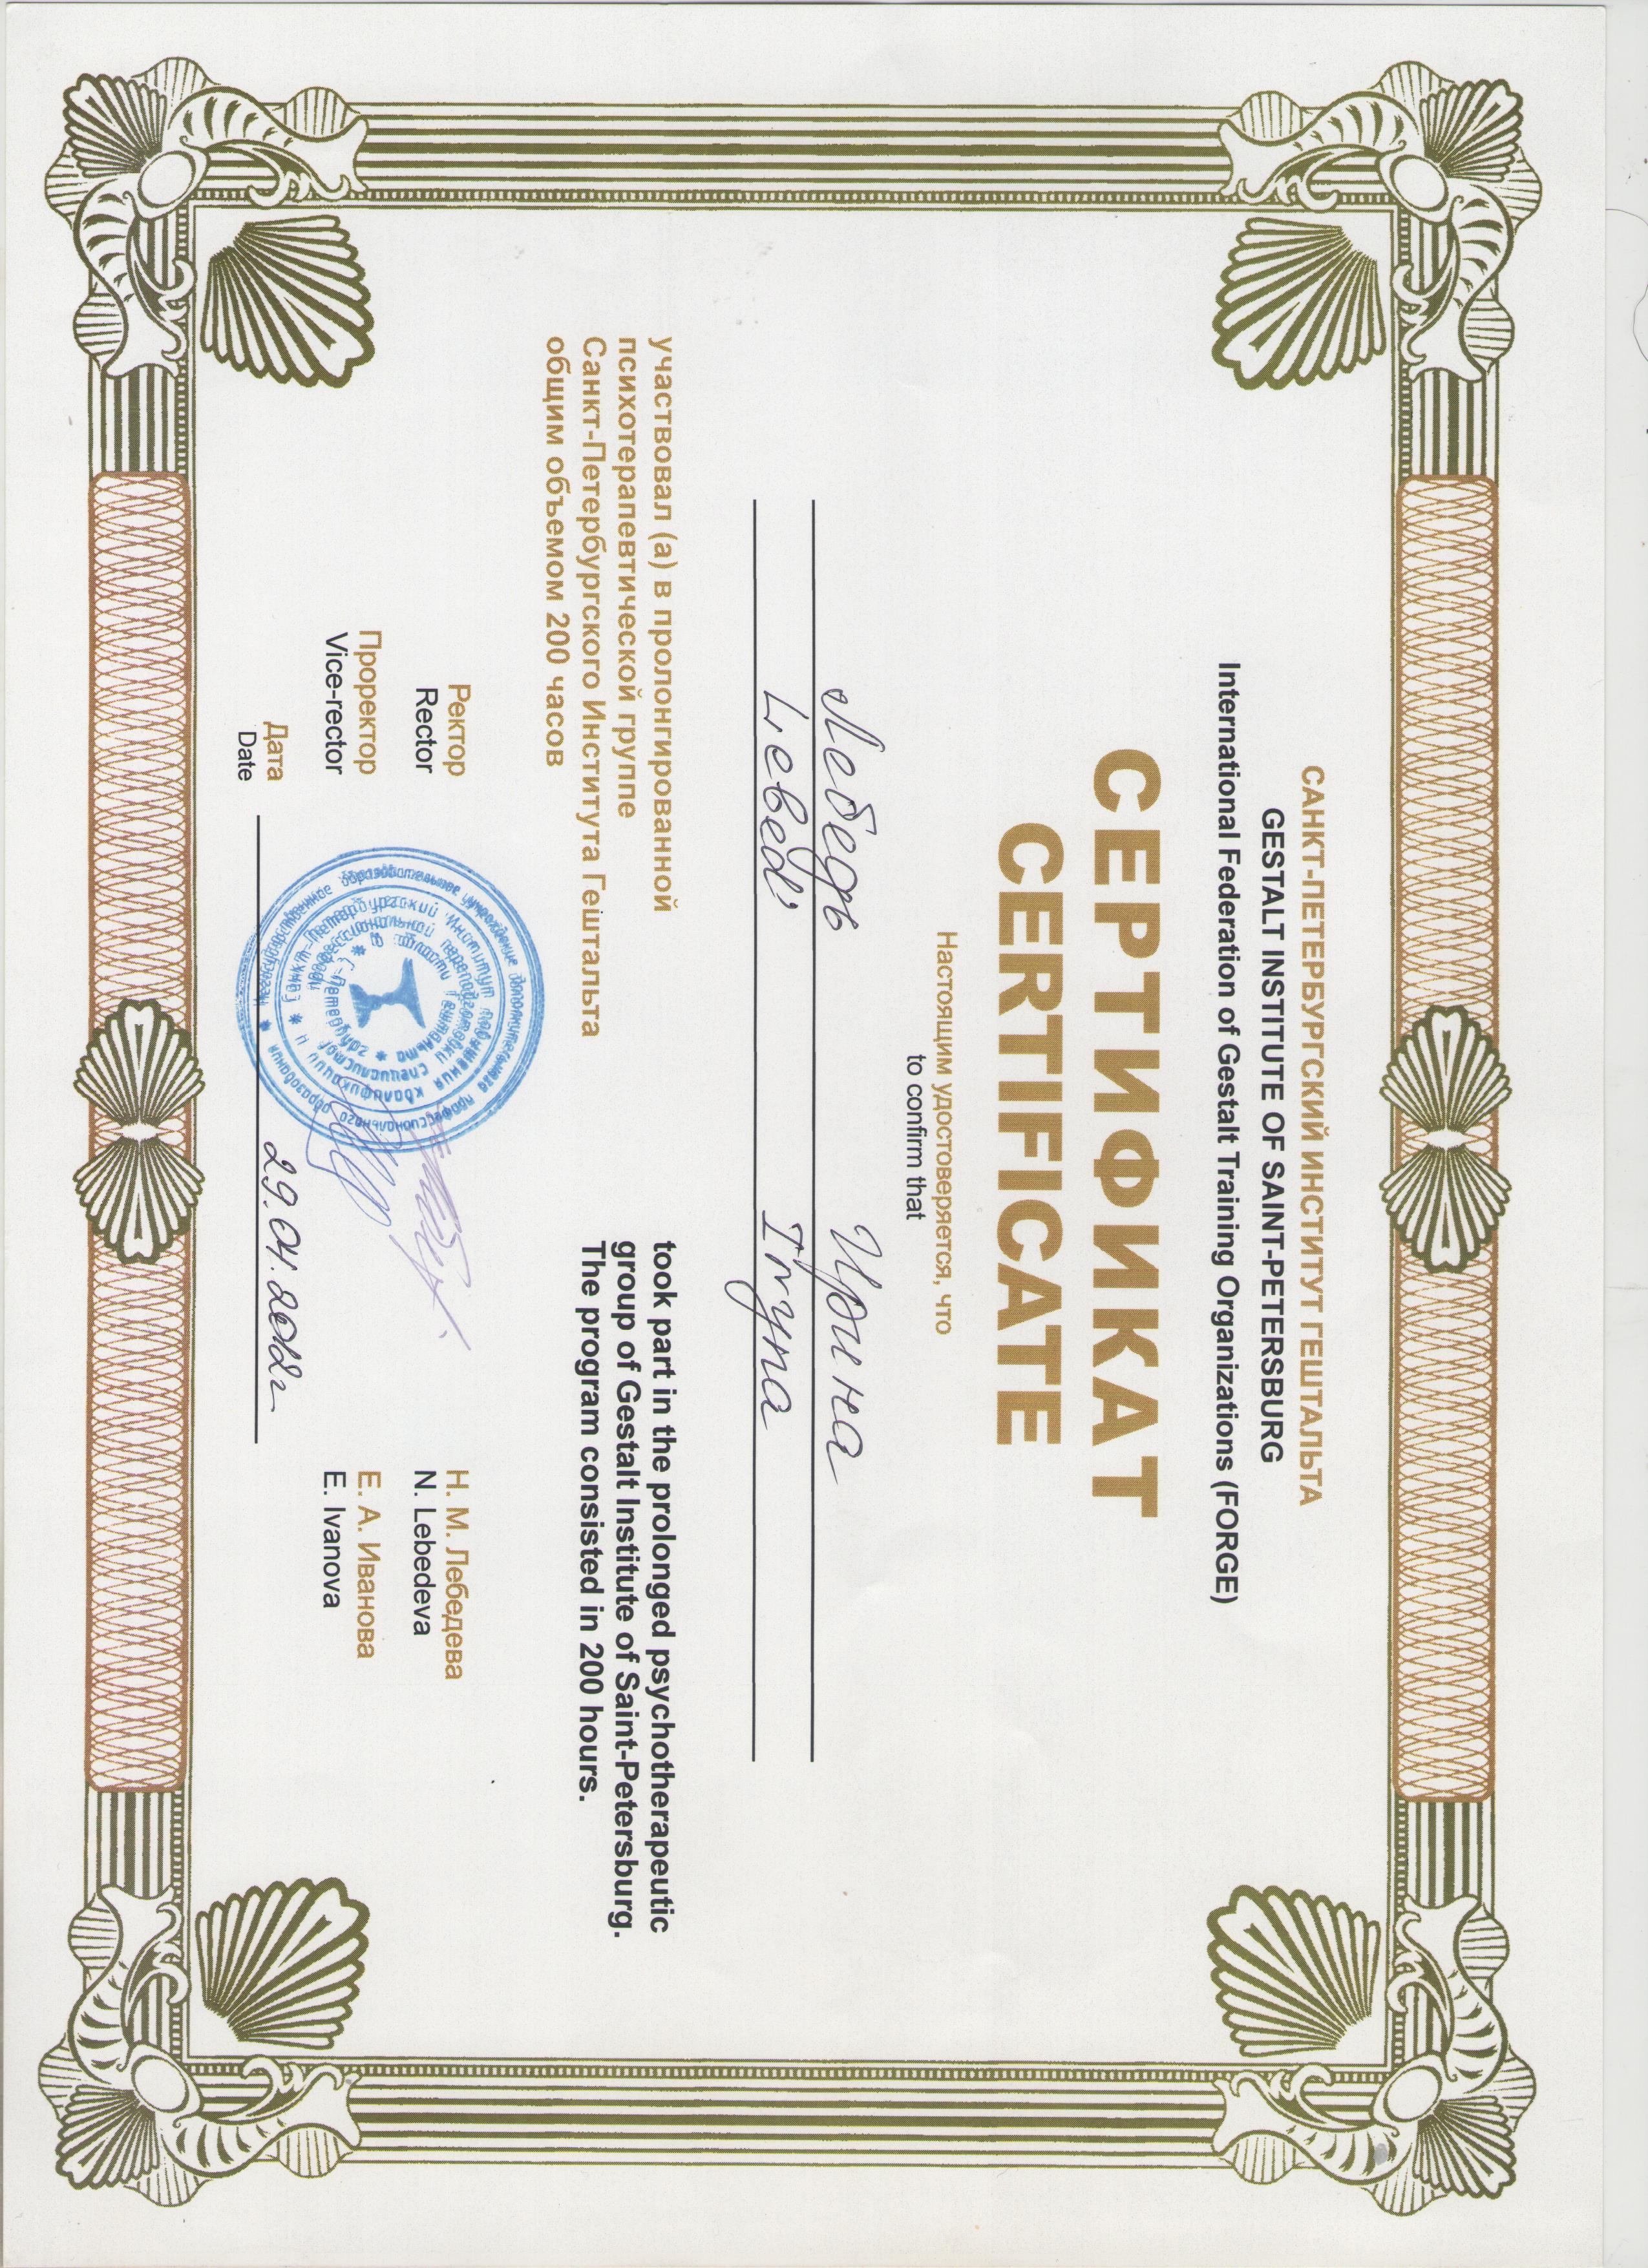 САНКТ-ПЕТЕРБУРГСКИЙ ИНСТИТУТ ГЕШТАЛЬТА
GESTALT INSTITUTE OF SAINT-PETERSBURG
International Federation of Gestalt Training Organizations (FORGE)
СЕРТИФИКАТ
CERTIFICATE
Настоящим удостоверяется, что
to confirm that
Лебедь Ирина
Lebed' Iryna
участвовал (а) в пролонгированной
психотерапевтической группе
Санкт-Петербургского Института Гештальта
общим объемом 200 часов
took part in the prolonged psychotherapeutic
group of Gestalt Institute of Saint-Petersburg.
The program consisted in 200 hours.
Негосударственное образовательное учреждение дополнительного профессионального образования
Санкт-Петербургский Институт повышения квалификации и
профессиональной переподготовки специалистов
в области Гештальта
С-Петербург
Ректор
Rector
Н. М. Лебедева
N. Lebedeva
Проректор
Vice-rector
Е. А. Иванова
E. Ivanova
Дата
Date
29.04.2012г